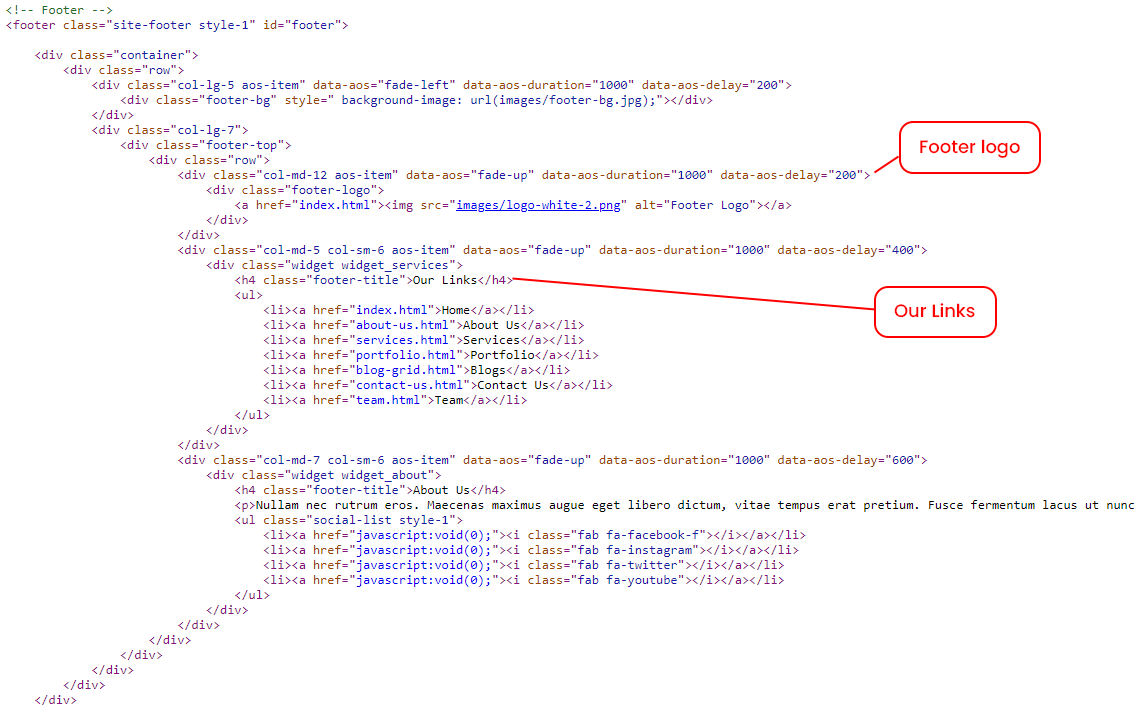 <!-- Footer -->
<footer class="site-footer style-1" id="footer">
<div class="container">
<div class="row">
<div class="col-lg-5 aos-item" data-aos="fade-left" data-aos-duration="1000" data-aos-delay="200">
<div class="footer-bg" style=" background-image: url(images/footer-bg.jpg);"></div>
</div>
<div class="col-lg-7">
<div class="footer-top">
<div class="row">
<div class="col-md-12 aos-item" data-aos="fade-up" data-aos-duration="1000" data-aos-delay="200">
Footer logo
<div class="footer-logo">
<a href="index.html"><img src="images/logo-white-2.png" alt="Footer Logo"></a>
</div>
</div>
<div class="col-md-5 col-sm-6 aos-item" data-aos="fade-up" data-aos-duration="1000" data-aos-delay="400">
<div class="widget widget_services">
<h4 class="footer-title">Our Links</h4>
Our Links
<ul>
<li><a href="index.html">Home</a></li>
<li><a href="about-us.html">About Us</a></li>
<li><a href="services.html">Services</a></li>
<li><a href="portfolio.html">Portfolio</a></li>
<li><a href="blog-grid.html">Blogs</a></li>
<li><a href="contact-us.html">Contact Us</a></li>
<li><a href="team.html">Team</a></li>
</ul>
</div>
</div>
<div class="col-md-7 col-sm-6 aos-item" data-aos="fade-up" data-aos-duration="1000" data-aos-delay="600">
<div class="widget widget_about">
<h4 class="footer-title">About Us</h4>
<p>Nullam nec rutrum eros. Maecenas maximus augue eget libero dictum, vitae tempus erat pretium. Fusce fermentum lacus ut nunc
<ul class="social-list style-1">
<li><a href="javascript:void(0);"><i class="fab fa-facebook-f"></i></a></li>
<li><a href="javascript:void(0);"><i class="fab fa-instagram"></i></a></li>
<li><a href="javascript:void(0);"><i class="fab fa-twitter"></i></a></li>
<li><a href="javascript:void(0);"><i class="fab fa-youtube"></i></a></li>
</ul>
</div>
</div>
</div>
</div>
</div>
</div>
</div>